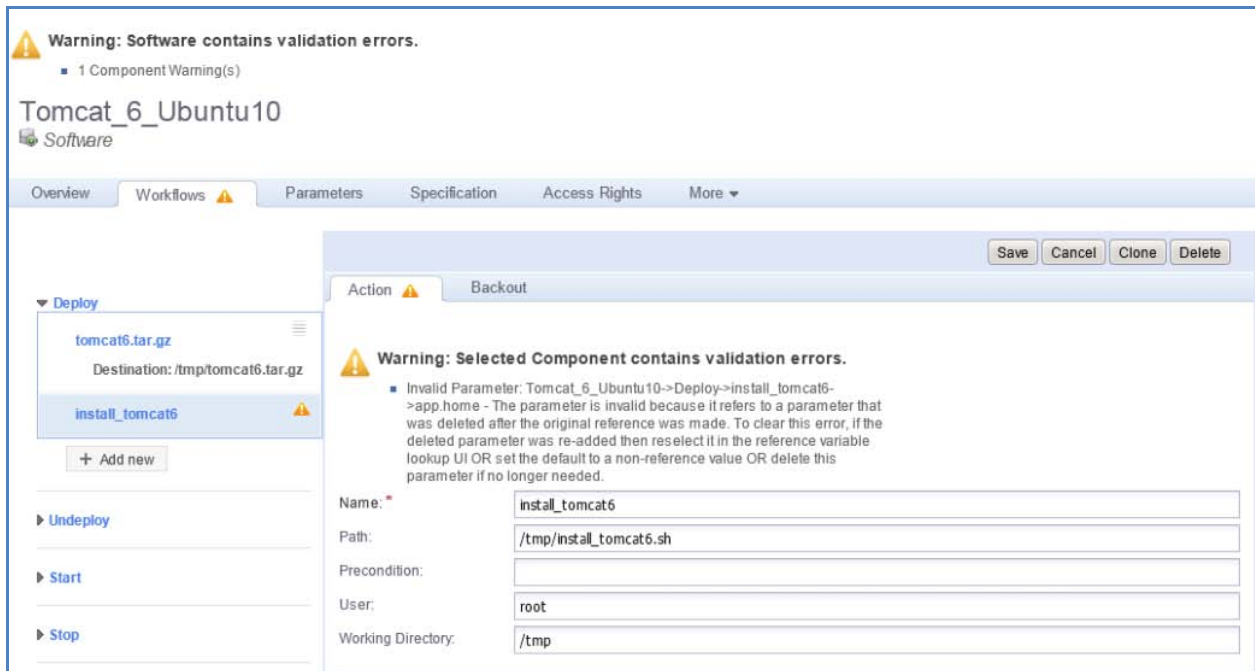 Warning: Software contains validation errors.
1 Component Warning(s)
Tomcat_6_Ubuntu10
Software
Overview Workflows Parameters Specification Access Rights More
Save Cancel Clone Delete
Action Backout
Deploy
tomcat6.tar.gz
Destination: /tmp/tomcat6.tar.gz
install_tomcat6
+ Add new
Undeploy
Start
Stop
Warning: Selected Component contains validation errors.
Invalid Parameter: Tomcat_6_Ubuntu10->Deploy->install_tomcat6-
>app.home - The parameter is invalid because it refers to a parameter that
was deleted after the original reference was made. To clear this error, if the
deleted parameter was re-added then reselect it in the reference variable
lookup UI OR set the default to a non-reference value OR delete this
parameter if no longer needed.
Name: * install_tomcat6
Path: /tmp/install_tomcat6.sh
Precondition:
User: root
Working Directory: /tmp